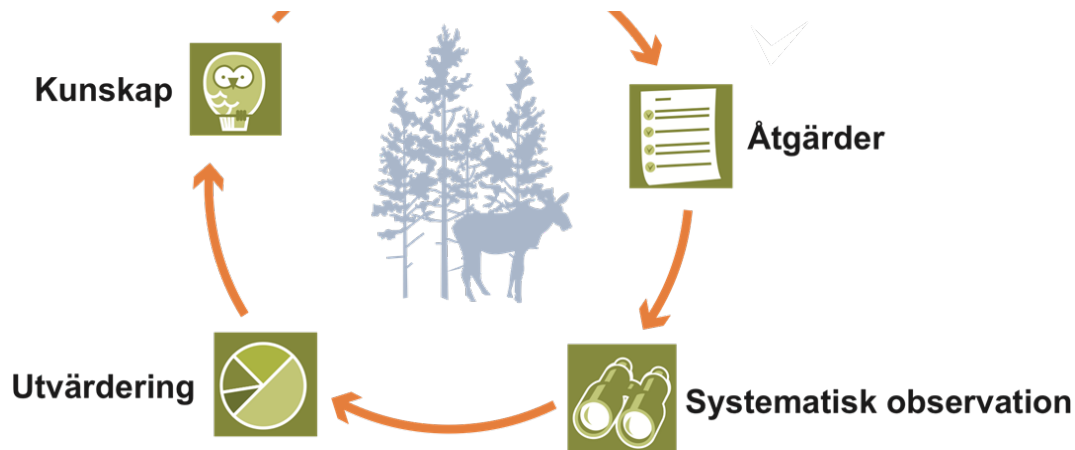 Kunskap
Åtgärder
Utvärdering
Systematisk observation